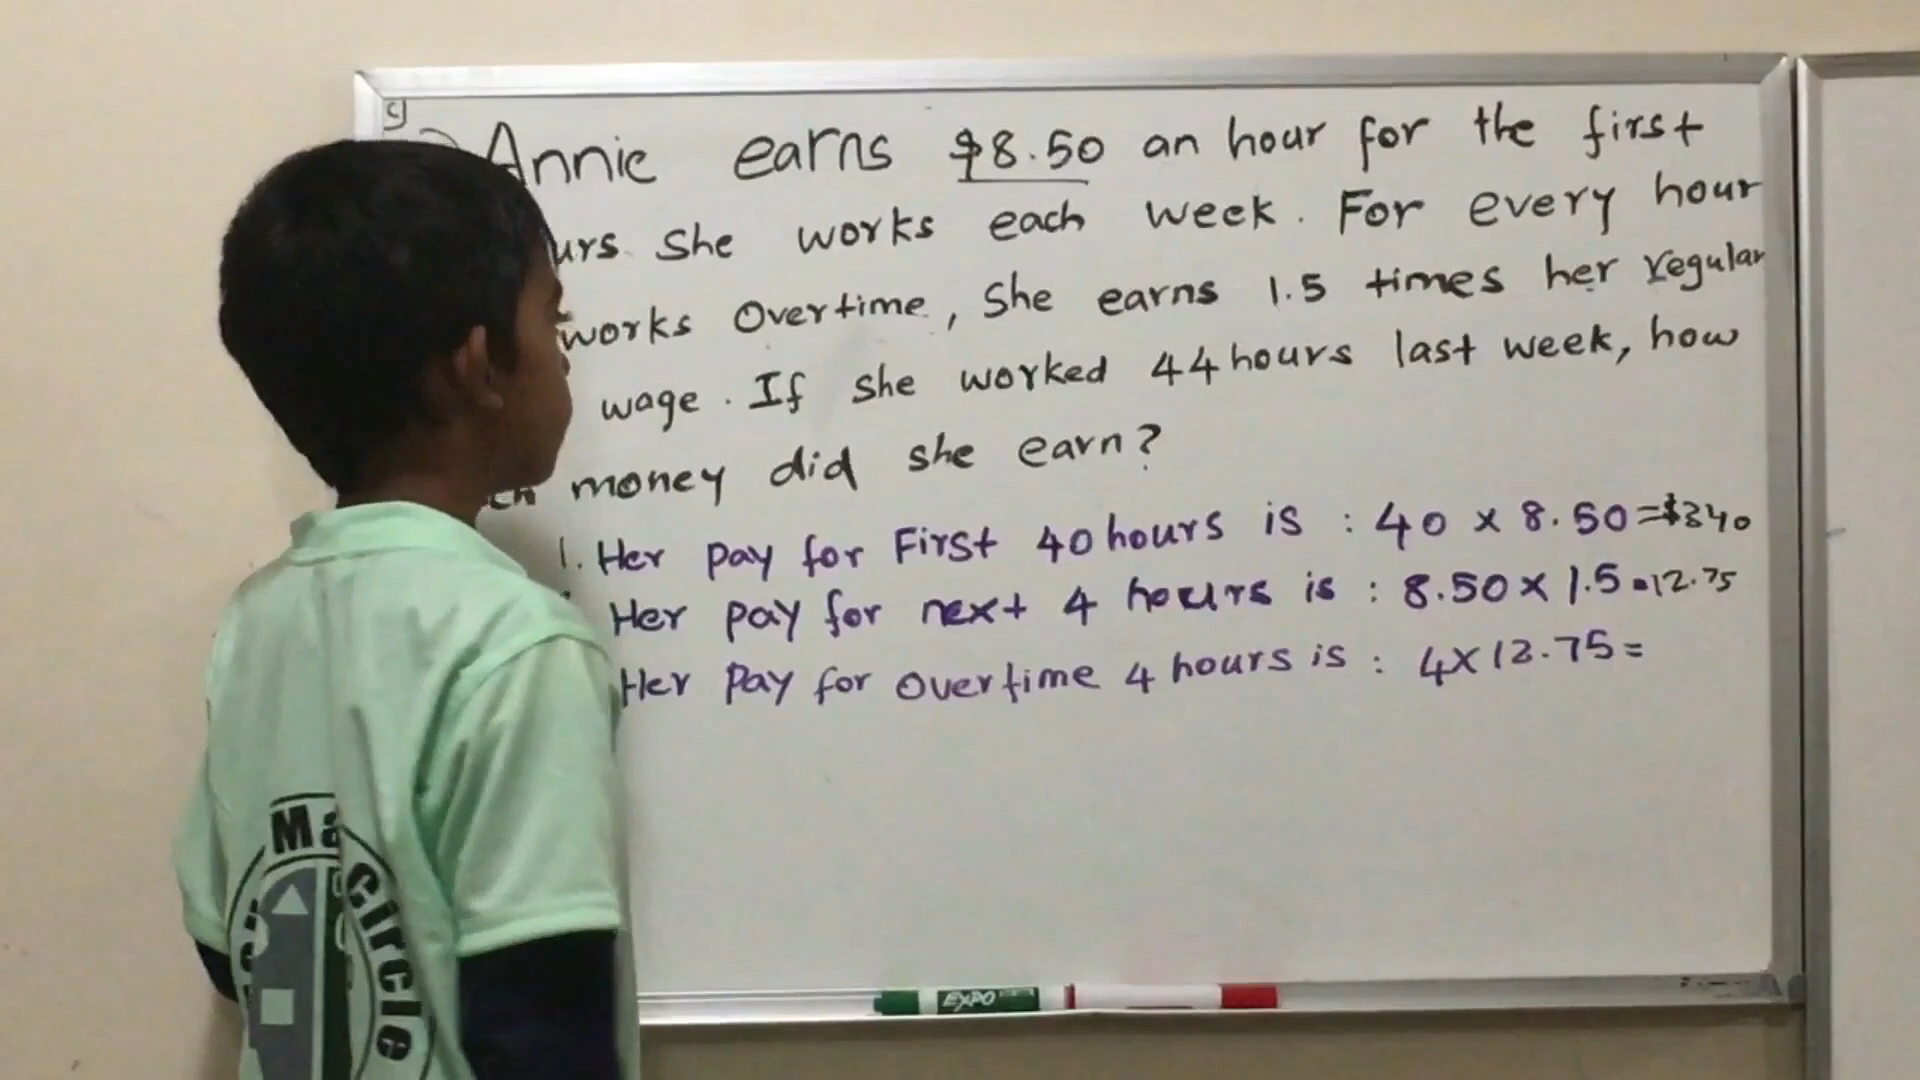 Annie earns $8.50 an hour for the first
urs she works each week. For every hour
works Overtime, She earns 1.5 times her regular
wage. If she worked 44 hours last week, how
money did she earn?
1. Her pay for First 40 hours is : 40 x 8.50 = $340
Her pay for next 4 hours is : 8.50 x 1.5 = 12.75
Her Pay for overtime 4 hours is : 4 x 12.75 =
EXPO
Circle